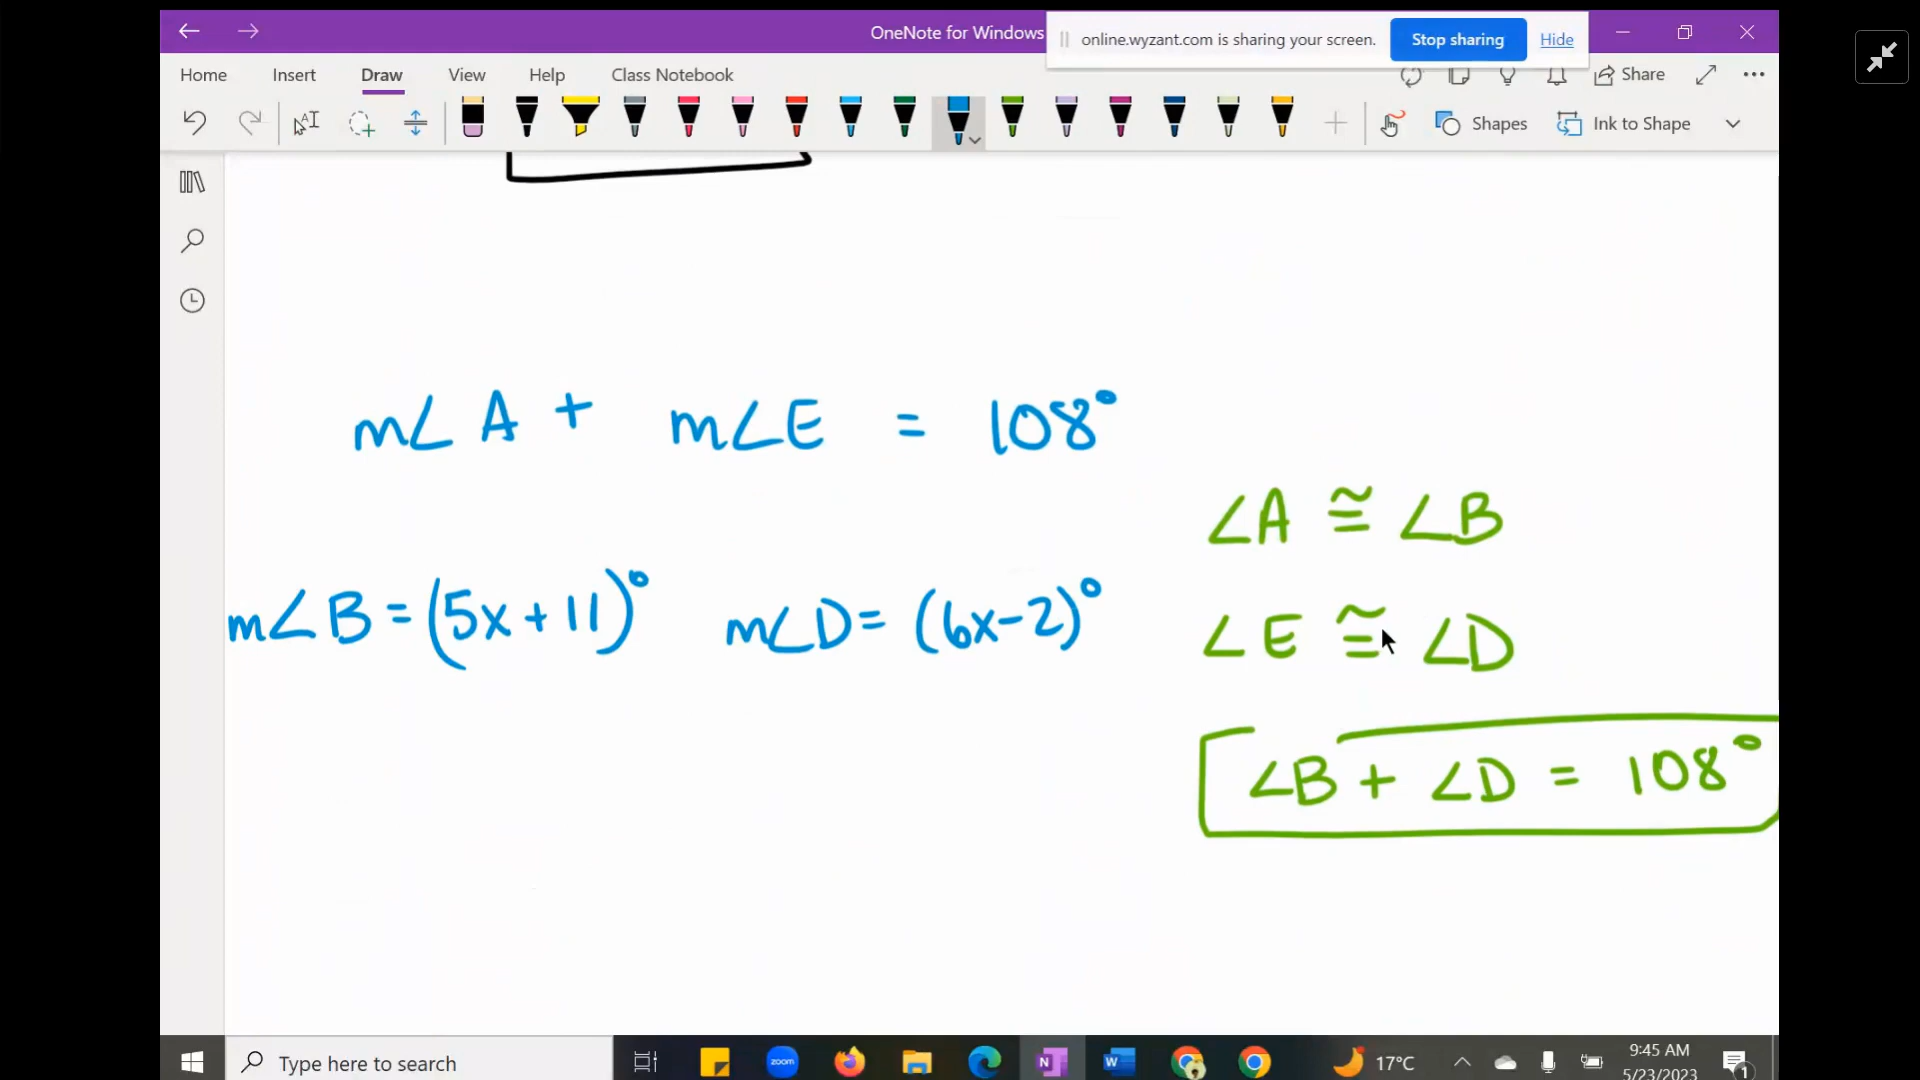 OneNote for Windows
online.wyzant.com is sharing your screen. Stop sharing Hide
Home Insert Draw View Help Class Notebook Share
Shapes Ink to Shape
m∠A + m∠E = 108°
∠A ≅ ∠B
m∠B = (5x+11)° m∠D = (6x-2)°
∠E ≅ ∠D
∠B + ∠D = 108°
Type here to search
zoom
N
W
17°C
9:45 AM
5/23/2023
1